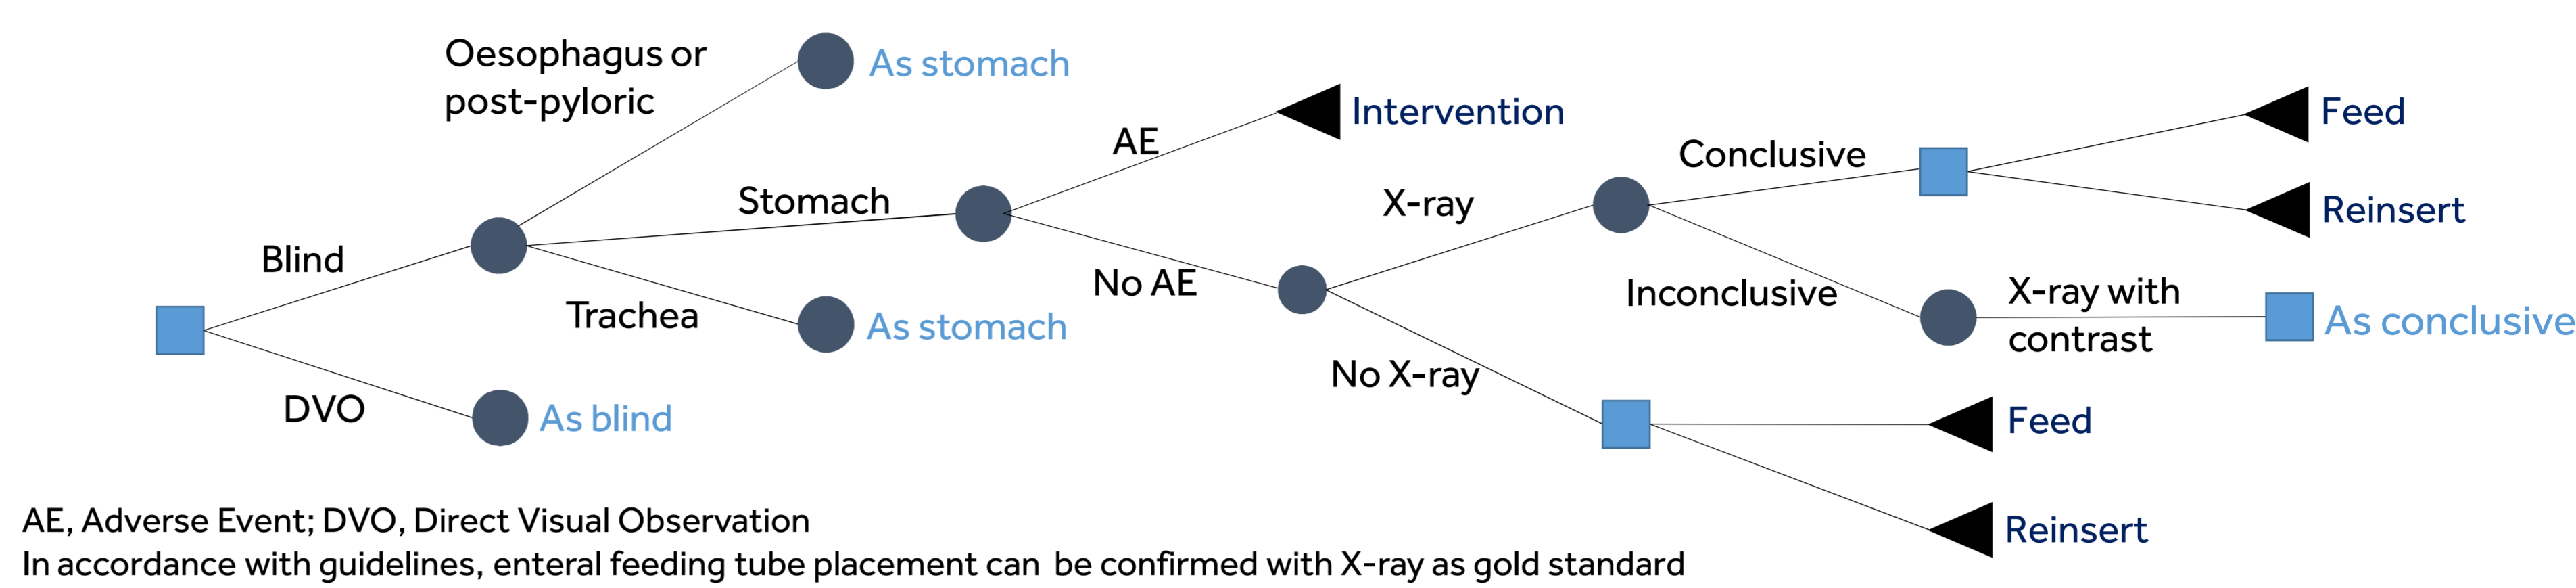 Oesophagus or
post-pyloric
As stomach
AE
Intervention
Conclusive
Feed
Stomach
X-ray
Reinsert
Blind
No AE
Inconclusive
X-ray with
contrast
As conclusive
Trachea
As stomach
No X-ray
DVO
As blind
Feed
Reinsert
AE, Adverse Event; DVO, Direct Visual Observation
In accordance with guidelines, enteral feeding tube placement can be confirmed with X-ray as gold standard